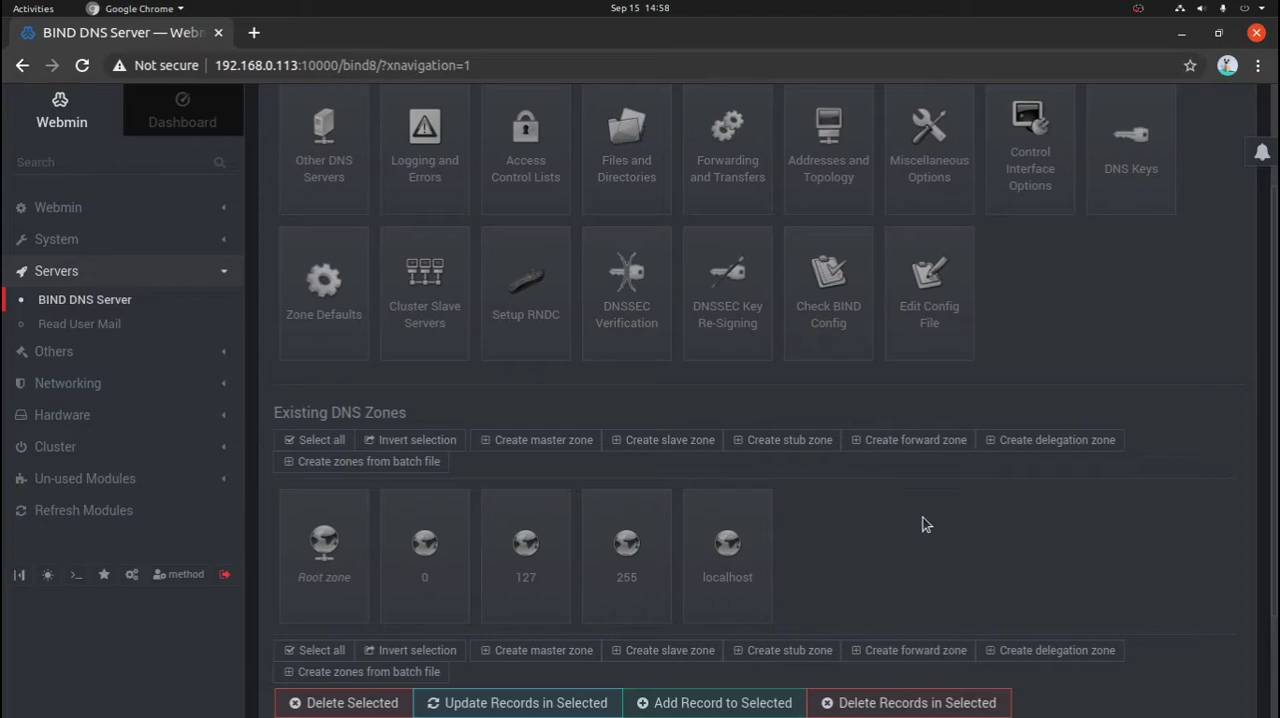 Activities
Google Chrome
Sep 15 14:58
BIND DNS Server — Webm
Not secure
192.168.0.113:10000/bind8/?xnavigation=1
Webmin
Dashboard
Search
Webmin
System
Servers
BIND DNS Server
Read User Mail
Others
Networking
Hardware
Cluster
Un-used Modules
Refresh Modules
method
Other DNS
Servers
Logging and
Errors
Access
Control Lists
Files and
Directories
Forwarding
and Transfers
Addresses and
Topology
Miscellaneous
Options
Control
Interface
Options
DNS Keys
Zone Defaults
Cluster Slave
Servers
Setup RNDC
DNSSEC
Verification
DNSSEC Key
Re-Signing
Check BIND
Config
Edit Config
File
Existing DNS Zones
Select all
Invert selection
Create master zone
Create slave zone
Create stub zone
Create forward zone
Create delegation zone
Create zones from batch file
Root zone
0
127
255
localhost
Select all
Invert selection
Create master zone
Create slave zone
Create stub zone
Create forward zone
Create delegation zone
Create zones from batch file
Delete Selected
Update Records in Selected
Add Record to Selected
Delete Records in Selected